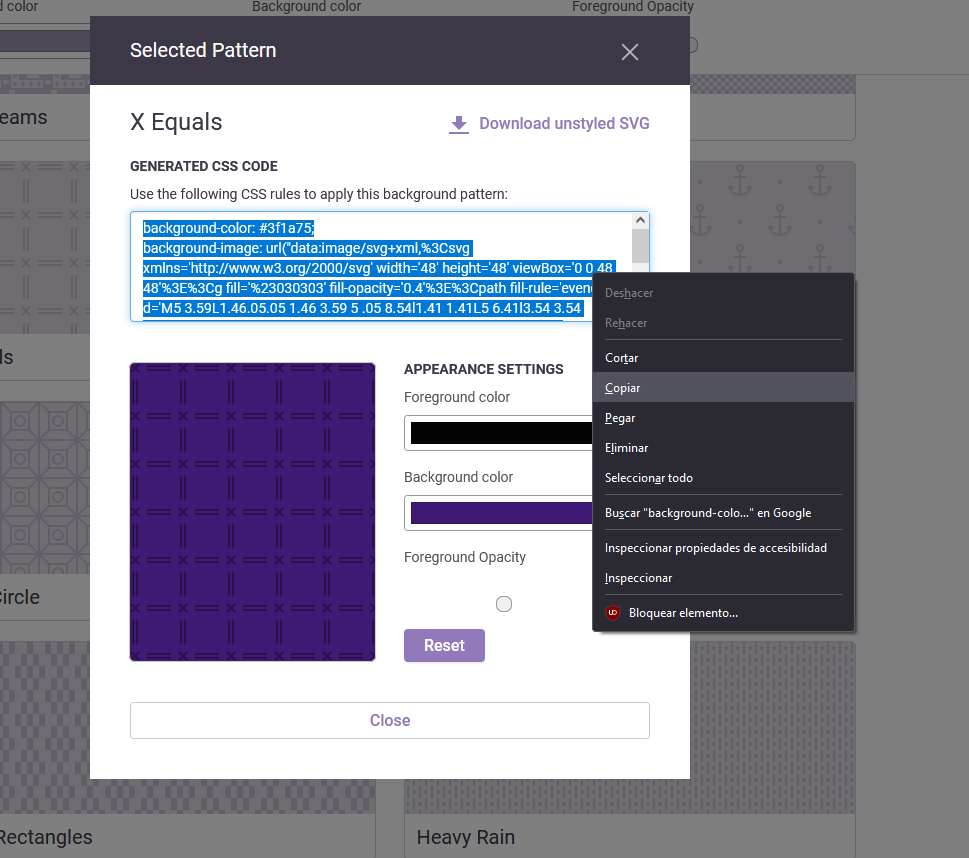 color
Background color
Foreground Opacity
Selected Pattern
eams
X Equals
Download unstyled SVG
GENERATED CSS CODE
Use the following CSS rules to apply this background pattern:
background-color: #3f1a75;
background-image: url("data:image/svg+xml,%3Csvg
xmlns='http://www.w3.org/2000/svg' width='48' height='48' viewBox='0 0 48
48'%3E%3Cg fill='%23030303' fill-opacity='0.4'%3E%3Cpath fill-rule='evenc
d='M5 3.59L1.46.05.05 1.46 3.59 5 .05 8.54l1.41 1.41L5 6.41l3.54 3.54
Deshacer
Rehacer
Cortar
Copiar
Pegar
Eliminar
Seleccionar todo
Buscar "background-colo..." en Google
Inspeccionar propiedades de accesibilidad
Inspeccionar
uo Bloquear elemento...
ls
APPEARANCE SETTINGS
Foreground color
Background color
Foreground Opacity
Reset
Circle
Close
Rectangles
Heavy Rain